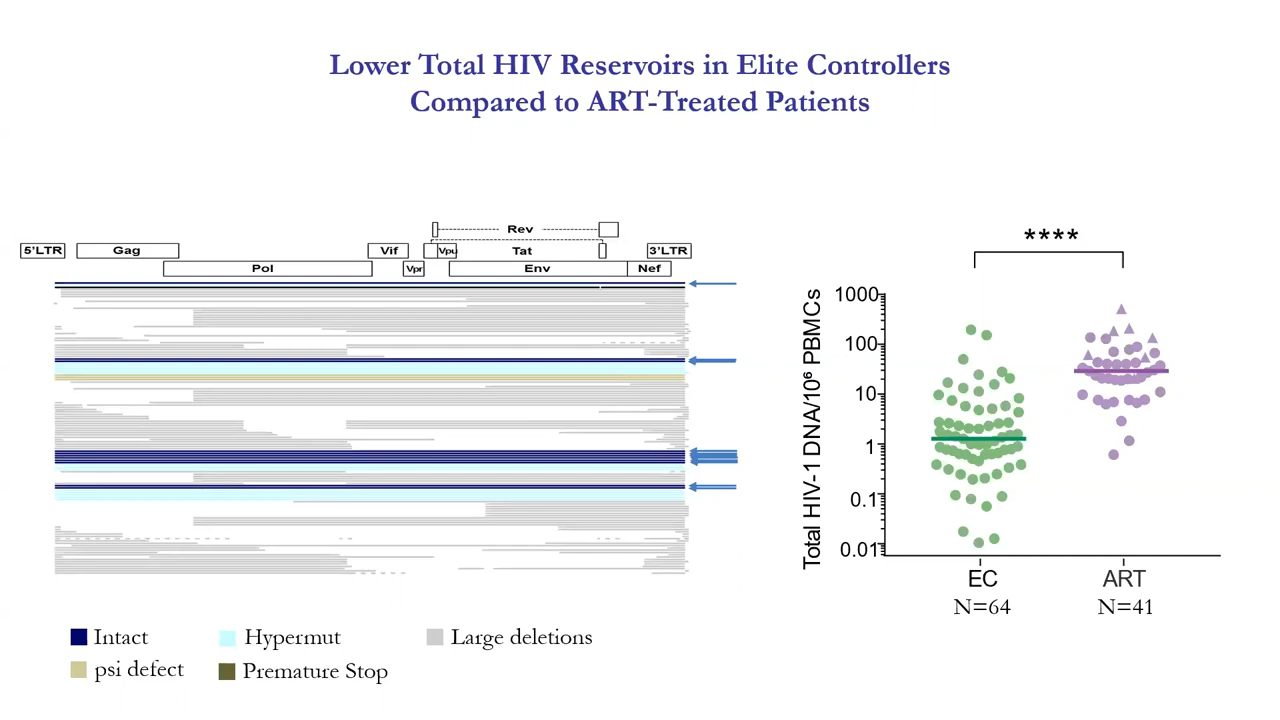 Lower Total HIV Reservoirs in Elite Controllers
Compared to ART-Treated Patients
Rev
5'LTR Gag Vif Vpu Tat 3'LTR
Pol Vpr Env Nef
Intact Hypermut Large deletions
psi defect Premature Stop
****
Total HIV-1 DNA/10⁶ PBMCs
1000
100
10
1
0.1
0.01
EC ART
N=64 N=41